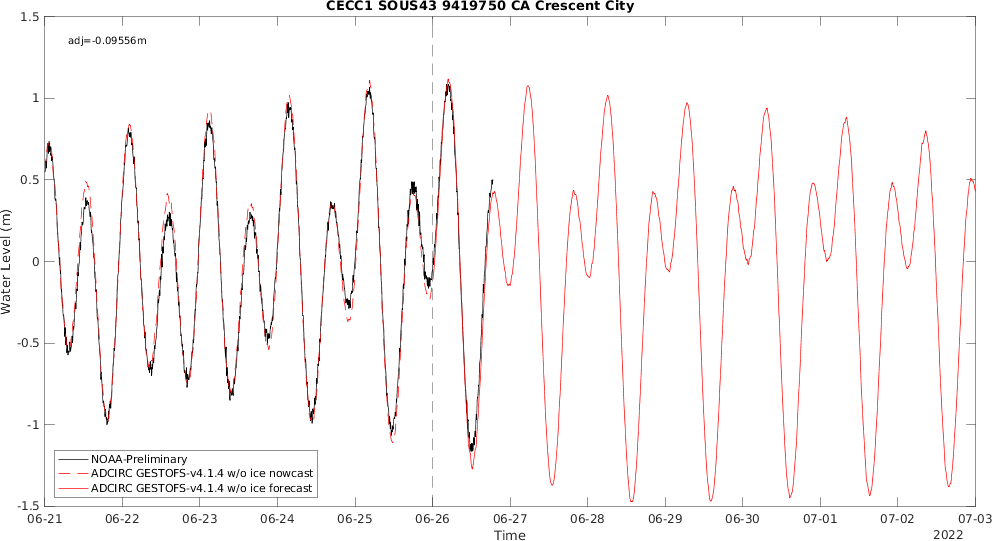 CECC1 SOUS43 9419750 CA Crescent City
adj=-0.09556m
Water Level (m)
1.5
1
0.5
0
-0.5
-1
-1.5
NOAA-Preliminary
ADCIRC GESTOFS-v4.1.4 w/o ice nowcast
ADCIRC GESTOFS-v4.1.4 w/o ice forecast
06-21 06-22 06-23 06-24 06-25 06-26 06-27 06-28 06-29 06-30 07-01 07-02 07-03
Time
2022